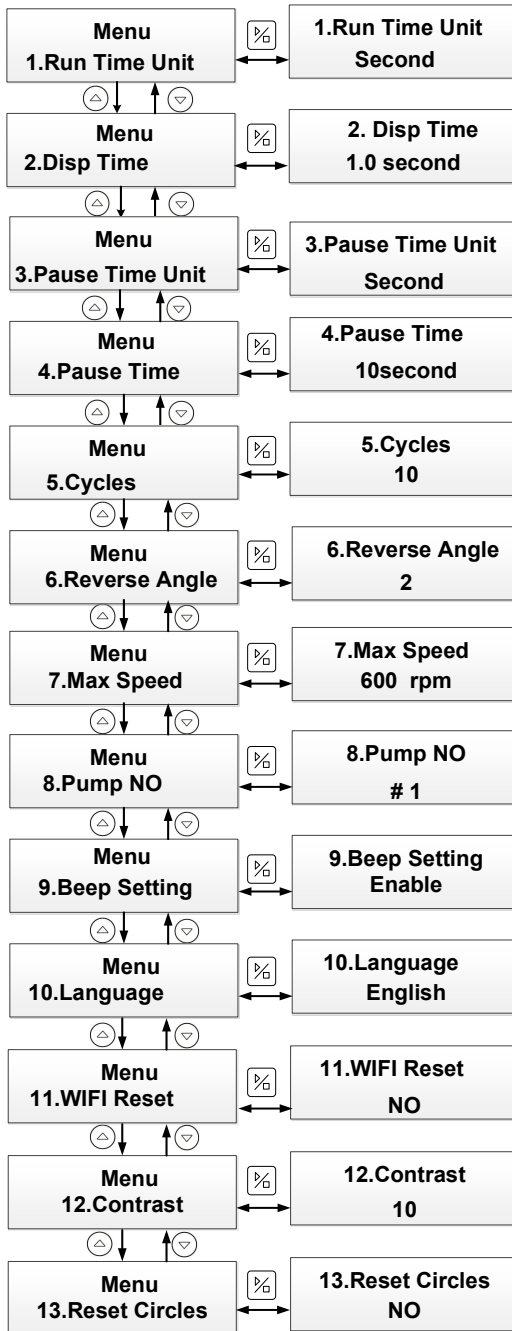 Menu
1.Run Time Unit
1.Run Time Unit
Second
Menu
2.Disp Time
2. Disp Time
1.0 second
Menu
3.Pause Time Unit
3.Pause Time Unit
Second
Menu
4.Pause Time
4.Pause Time
10second
Menu
5.Cycles
5.Cycles
10
Menu
6.Reverse Angle
6.Reverse Angle
2
Menu
7.Max Speed
7.Max Speed
600 rpm
Menu
8.Pump NO
8.Pump NO
# 1
Menu
9.Beep Setting
9.Beep Setting
Enable
Menu
10.Language
10.Language
English
Menu
11.WIFI Reset
11.WIFI Reset
NO
Menu
12.Contrast
12.Contrast
10
Menu
13.Reset Circles
13.Reset Circles
NO